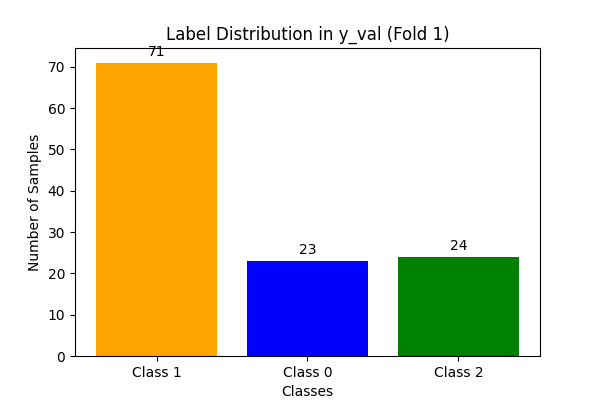 Label Distribution in y_val (Fold 1)
71
23
24
Number of Samples
70
60
50
40
30
20
10
0
Class 1
Class 0
Class 2
Classes